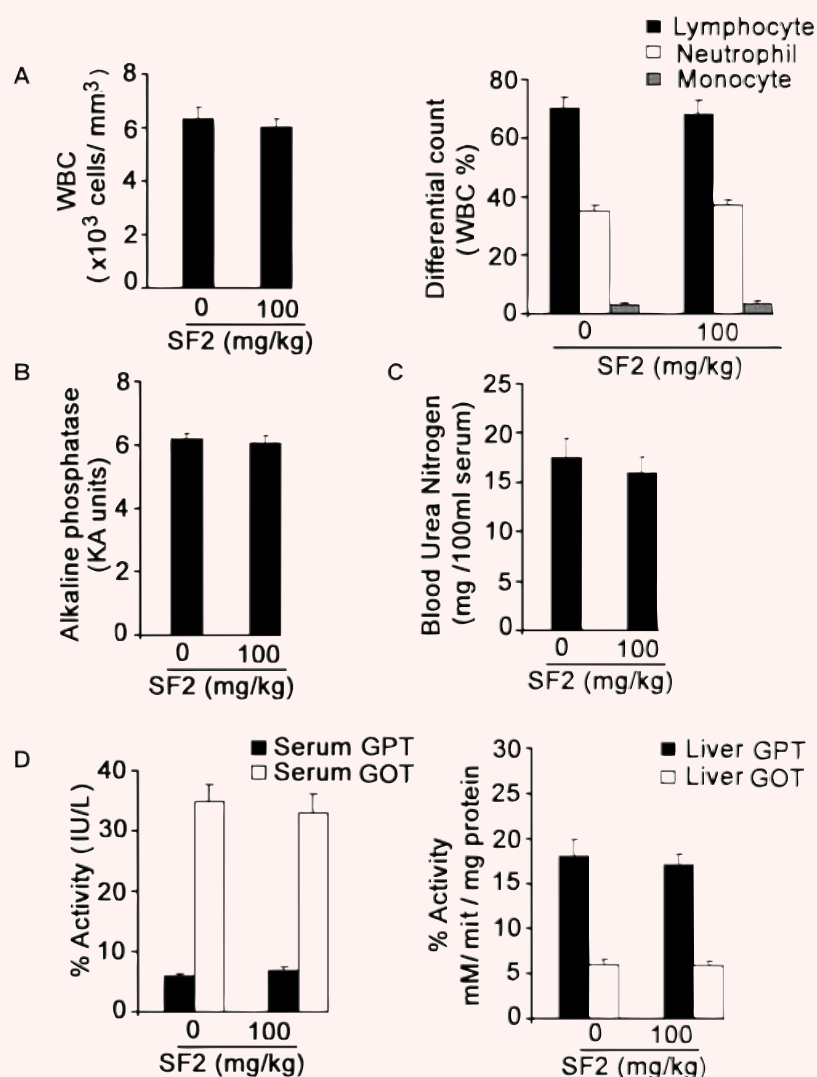 A
WBC
(x10³ cells/ mm³)
8
6
4
2
0
0 100
SF2 (mg/kg)
Lymphocyte
Neutrophil
Monocyte
Differential count
(WBC %)
80
60
40
20
0
0 100
SF2 (mg/kg)
B
Alkaline phosphatase
(KA units)
8
6
4
2
0
0 100
SF2 (mg/kg)
C
Blood Urea Nitrogen
(mg /100ml serum)
25
20
15
10
5
0
0 100
SF2 (mg/kg)
D
Serum GPT
Serum GOT
% Activity (IU/L)
40
30
20
10
0
0 100
SF2 (mg/kg)
Liver GPT
Liver GOT
% Activity
mM/ mit / mg protein
30
20
15
10
5
0
0 100
SF2 (mg/kg)